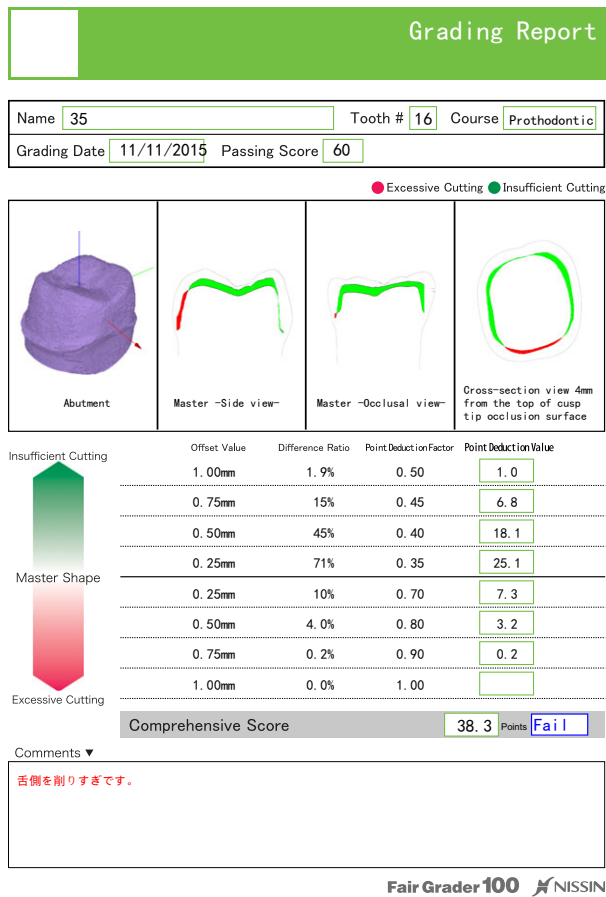 Grading Report
Name 35 Tooth # 16 Course Prothodontic
Grading Date 11/11/2015 Passing Score 60
Excessive Cutting Insufficient Cutting
Abutment
Master -Side view-
Master -Occlusal view-
Cross-section view 4mm
from the top of cusp
tip occlusion surface
Insufficient Cutting
Master Shape
Excessive Cutting
Offset Value Difference Ratio Point Deduction Factor Point Deduction Value
1.00mm 1.9% 0.50 1.0
0.75mm 15% 0.45 6.8
0.50mm 45% 0.40 18.1
0.25mm 71% 0.35 25.1
0.25mm 10% 0.70 7.3
0.50mm 4.0% 0.80 3.2
0.75mm 0.2% 0.90 0.2
1.00mm 0.0% 1.00
Comprehensive Score 38.3 Points Fail
Comments ▼
舌側を削りすぎです。
Fair Grader 100 NISSIN